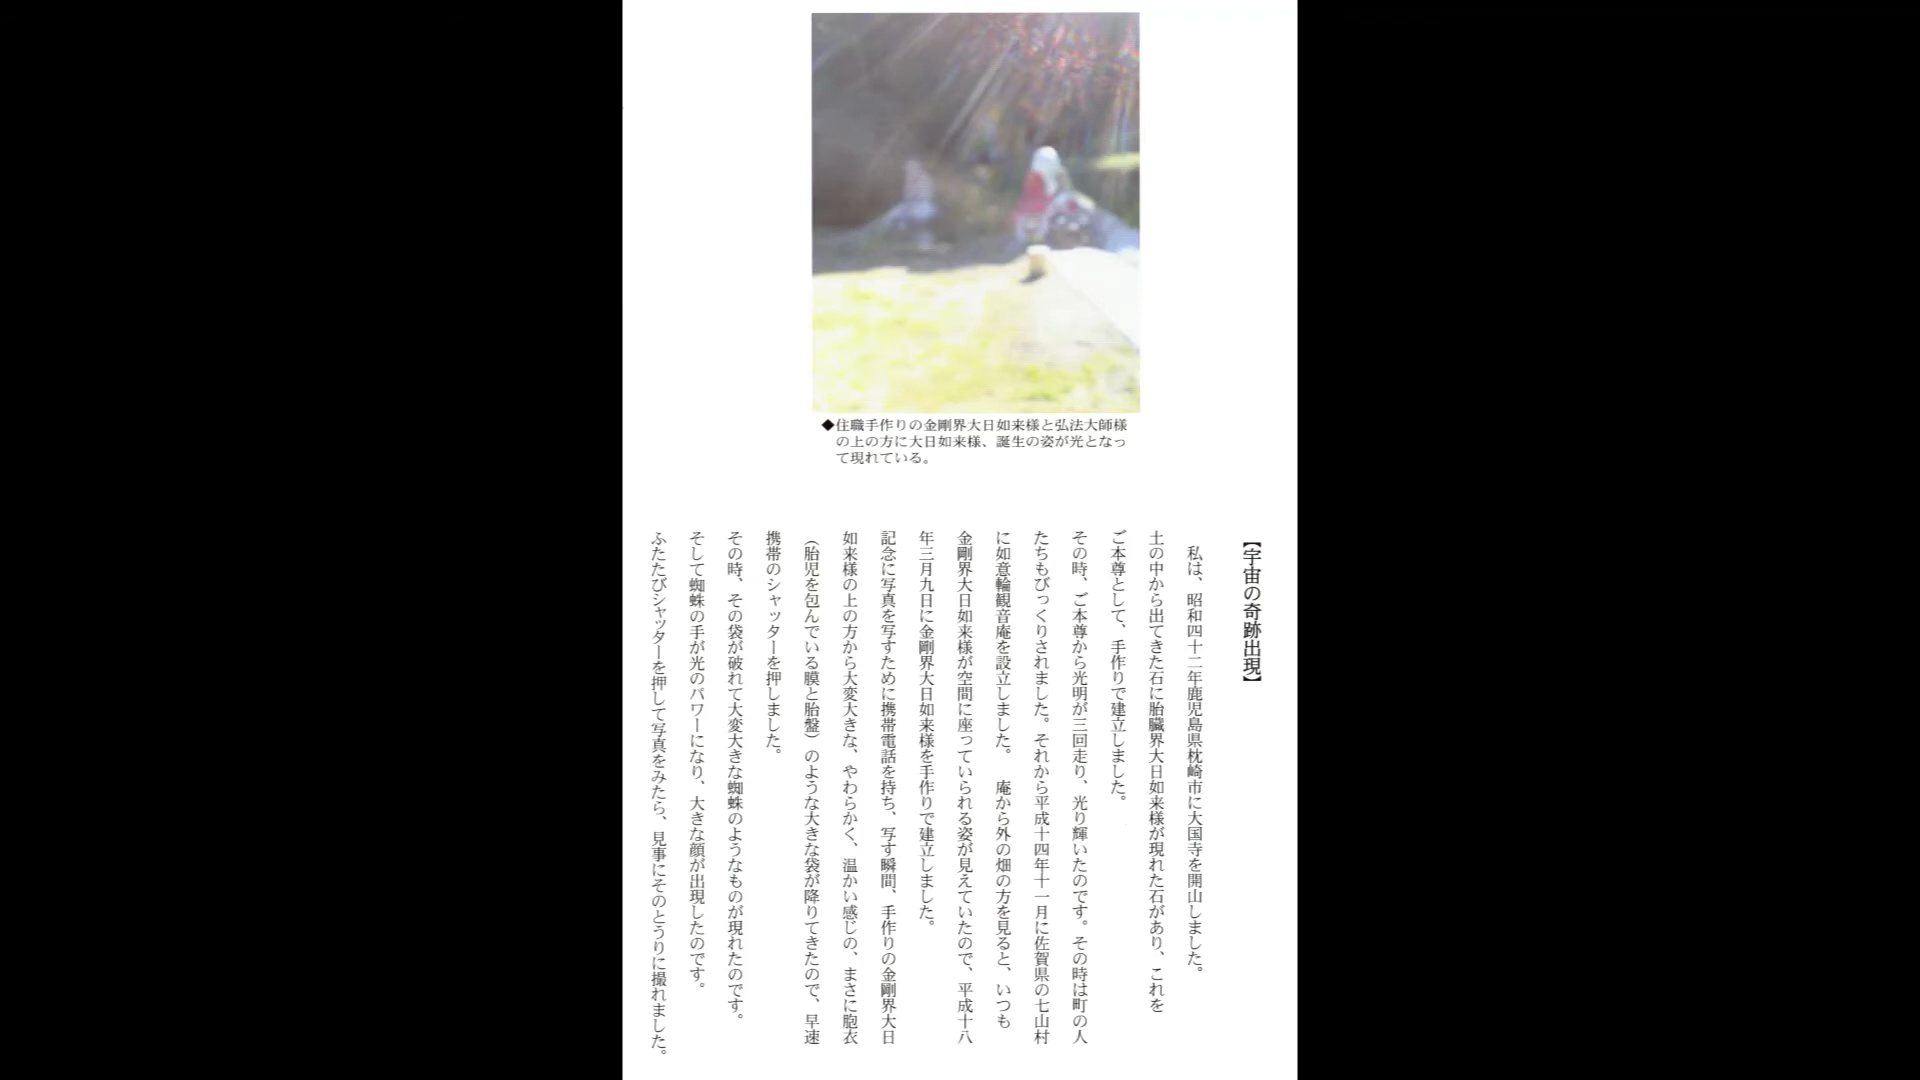 ◆住職手作りの金剛界大日如来様と弘法大師様
の上の方に大日如来様、誕生の姿が光となっ
て現れている。
【宇宙の奇跡出現】
私は、昭和四十二年鹿児島県枕崎市に大国寺を開山しました。
土の中から出てきた石に胎臓界大日如来様が現れた石があり、これを
ご本尊として、手作りで建立しました。
その時、ご本尊から光明が三回走り、光り輝いたのです。その時は町の人
たちもびっくりされました。それから平成十四年十一月に佐賀県の七山村
に如意輪観音庵を設立しました。 庵から外の畑の方を見ると、いつも
金剛界大日如来様が空間に座っていられる姿が見えていたので、平成十八
年三月九日に金剛界大日如来様を手作りで建立しました。
記念に写真を写すために携帯電話を持ち、写す瞬間、手作りの金剛界大日
如来様の上の方から大変大きな、やわらかく、温かい感じの、まさに胞衣
（胎児を包んでいる膜と胎盤）のような大きな袋が降りてきたので、早速
携帯のシャッターを押しました。
その時、その袋が破れて大変大きな蜘蛛のようなものが現れたのです。
そして蜘蛛の手が光のパワーになり、大きな顔が出現したのです。
ふたたびシャッターを押して写真をみたら、見事にそのとうりに撮れました。